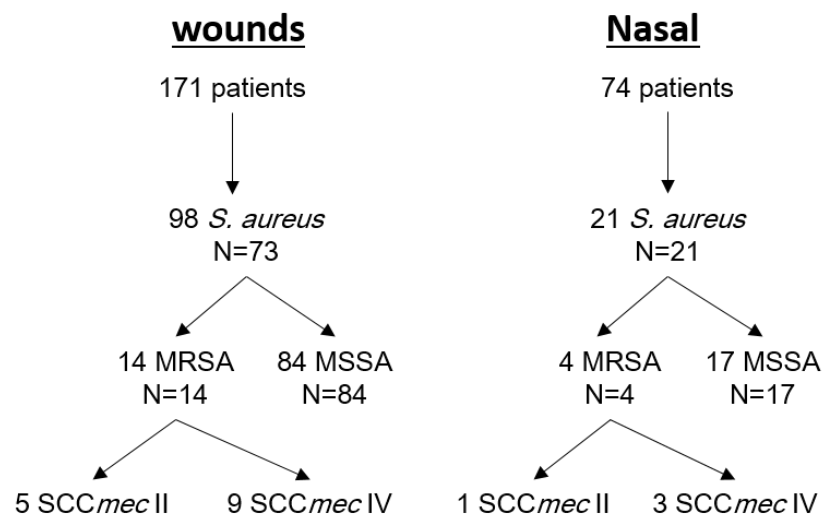 wounds
171 patients
98 S. aureus
N=73
14 MRSA
N=14
84 MSSA
N=84
5 SCCmec II
9 SCCmec IV
Nasal
74 patients
21 S. aureus
N=21
4 MRSA
N=4
17 MSSA
N=17
1 SCCmec II
3 SCCmec IV